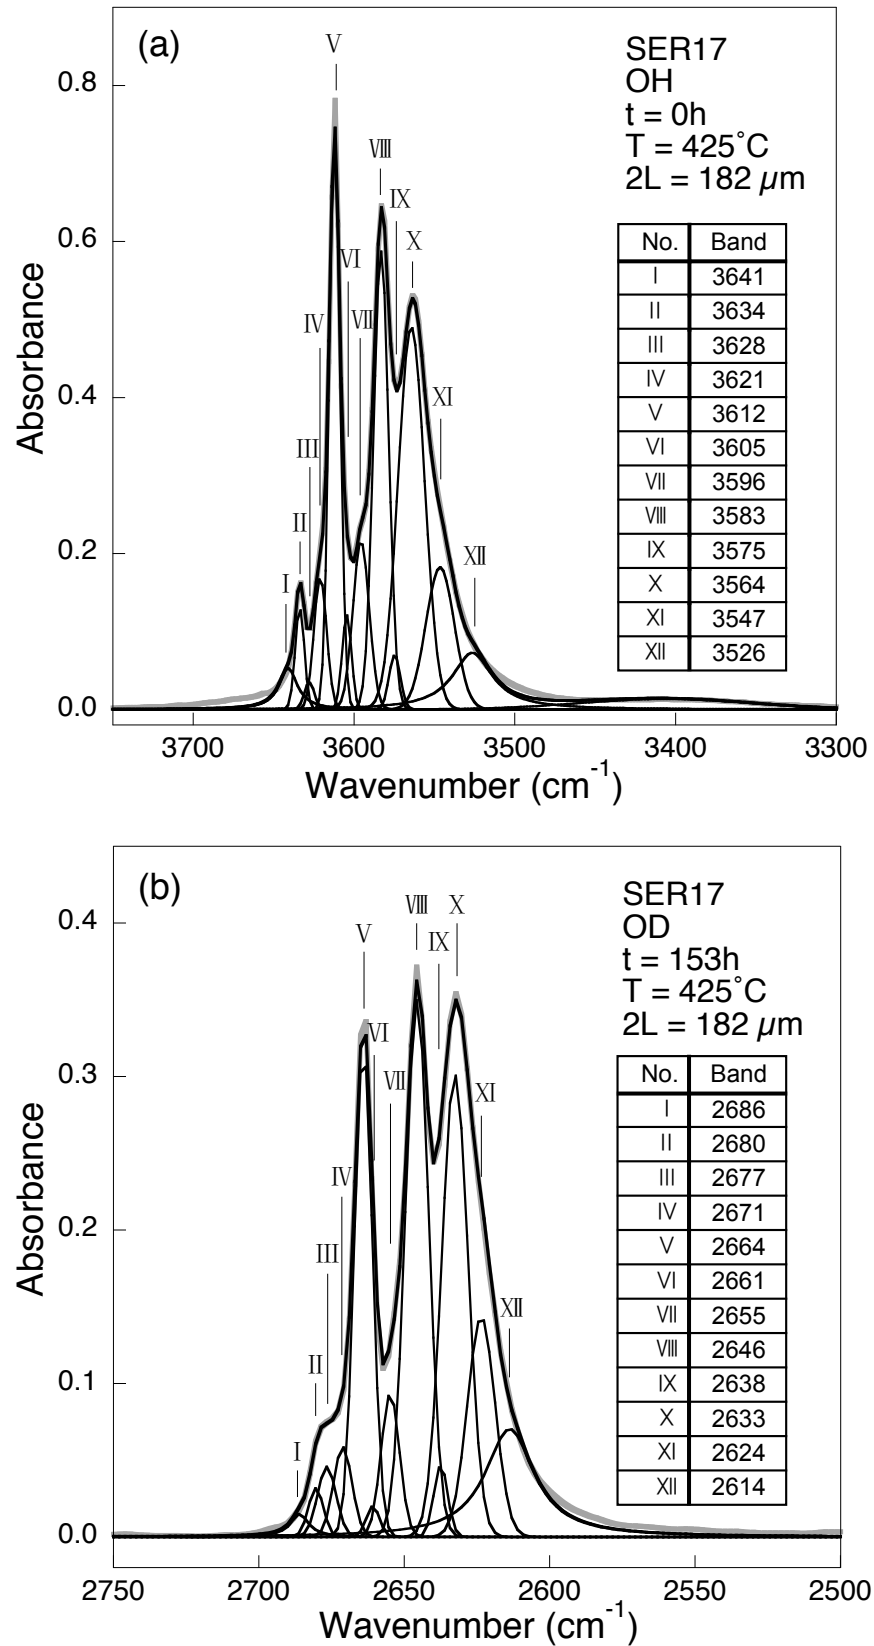 (a)
SER17
OH
t = 0h
T = 425˚C
2L = 182 µm
No. Band
I 3641
II 3634
III 3628
IV 3621
V 3612
VI 3605
VII 3596
VIII 3583
IX 3575
X 3564
XI 3547
XII 3526
I
II
III
IV
V
VI
VII
VIII
IX
X
XI
XII
Absorbance
0.8
0.6
0.4
0.2
0.0
3700 3600 3500 3400 3300
Wavenumber (cm-1)
(b)
SER17
OD
t = 153h
T = 425˚C
2L = 182 µm
No. Band
I 2686
II 2680
III 2677
IV 2671
V 2664
VI 2661
VII 2655
VIII 2646
IX 2638
X 2633
XI 2624
XII 2614
I
II
III
IV
V
VI
VII
VIII
IX
X
XI
XII
Absorbance
0.4
0.3
0.2
0.1
0.0
2750 2700 2650 2600 2550 2500
Wavenumber (cm-1)